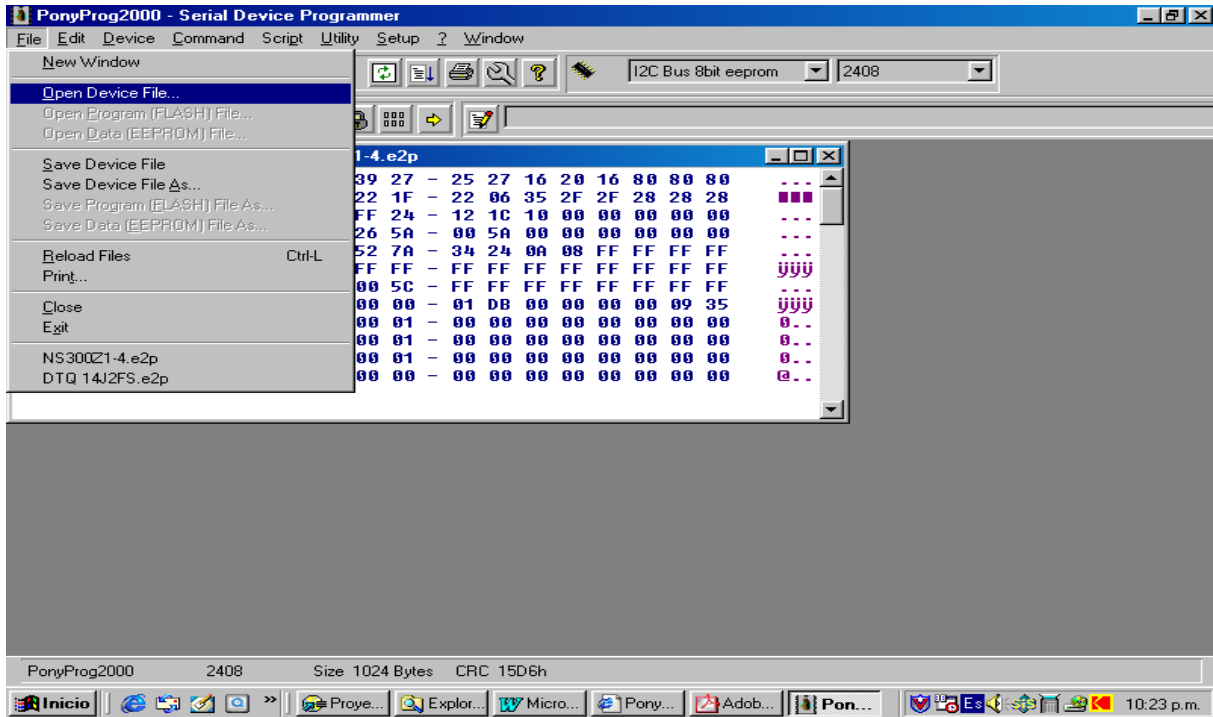 PonyProg2000 - Serial Device Programmer
File Edit Device Command Script Utility Setup ? Window
New Window
Open Device File...
Open Program (FLASH) File...
Open Data (EEPROM) File...
Save Device File
Save Device File As...
Save Program (FLASH) File As...
Save Data (EEPROM) File As...
Reload Files Ctrl-L
Print...
Close
Exit
NS300Z1-4.e2p
DTQ 14J2FS.e2p
I2C Bus 8bit eeprom 2408
1-4.e2p
39 27 - 25 27 16 20 16 80 80 80 ...
22 1F - 22 06 35 2F 2F 28 28 28 ■■■
FF 24 - 12 1C 10 00 00 00 00 00 ...
26 5A - 00 5A 00 00 00 00 00 00 ...
52 7A - 34 24 0A 08 FF FF FF FF ...
FF FF - FF FF FF FF FF FF FF FF ÿÿÿ
00 5C - FF FF FF FF FF FF FF FF ...
00 00 - 01 DB 00 00 00 00 09 35 ÿÿÿ
00 01 - 00 00 00 00 00 00 00 00 0..
00 01 - 00 00 00 00 00 00 00 00 0..
00 01 - 00 00 00 00 00 00 00 00 0..
00 00 - 00 00 00 00 00 00 00 00 @..
PonyProg2000 2408 Size 1024 Bytes CRC 15D6h
Inicio » Proye... Explor... Micro... Pony... Adob... Pon... Es 10:23 p.m.